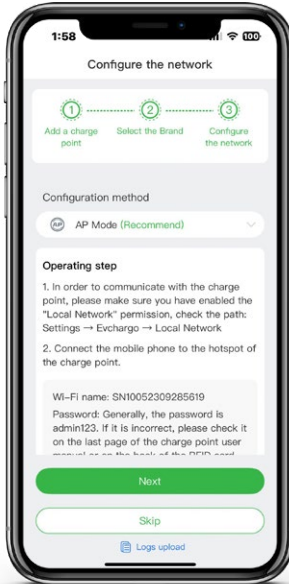 1:58
100
Configure the network
1
2
3
Add a charge
point
Select the Brand
Configure
the network
Configuration method
AP
AP Mode (Recommend)
Operating step
1. In order to communicate with the charge
point, please make sure you have enabled the
"Local Network" permission, check the path:
Settings → Evchargo → Local Network
2. Connect the mobile phone to the hotspot of
the charge point.
Wi-Fi name: SN10052309285619
Password: Generally, the password is
admin123. If it is incorrect, please check it
on the last page of the charge point user
manual or on the back of the RFID card
Next
Skip
Logs upload